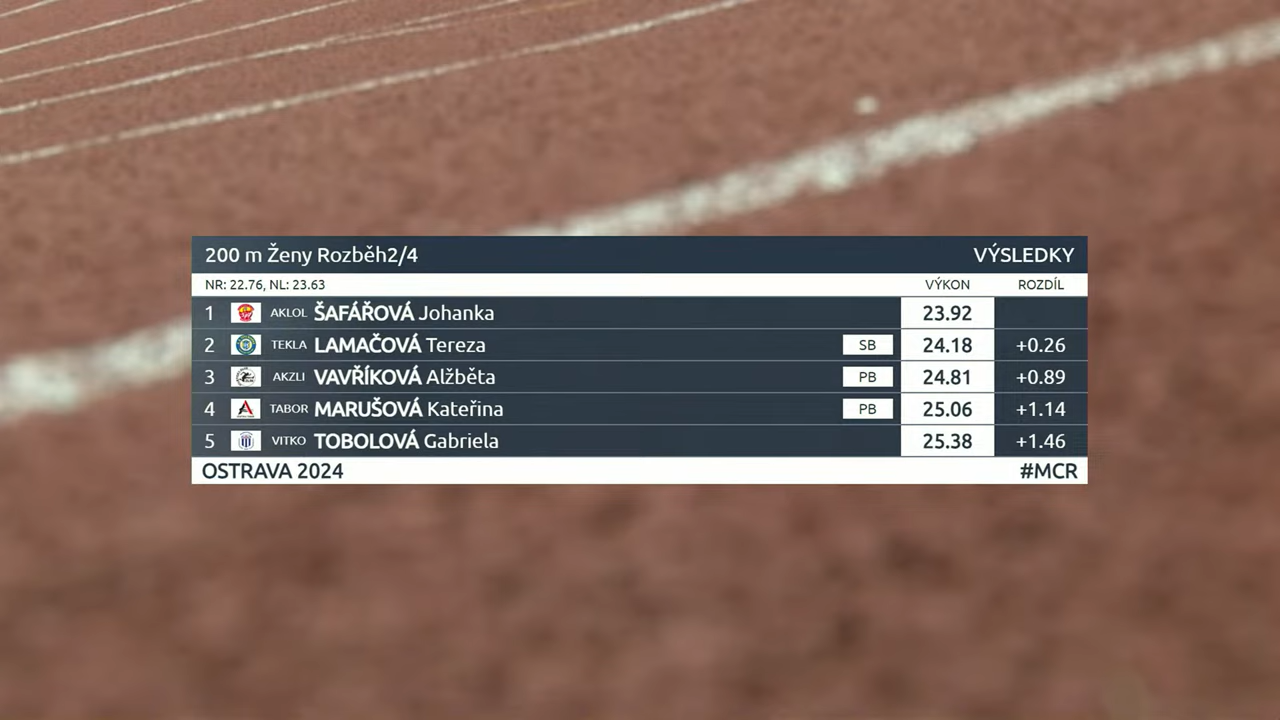 200 m Ženy Rozběh2/4 VÝSLEDKY
NR: 22.76, NL: 23.63 VÝKON ROZDÍL
1 AKLOL ŠAFÁŘOVÁ Johanka 23.92
2 TEKLA LAMAČOVÁ Tereza SB 24.18 +0.26
3 AKZLI VAVŘÍKOVÁ Alžběta PB 24.81 +0.89
4 TABOR MARUŠOVÁ Kateřina PB 25.06 +1.14
5 VITKO TOBOLOVÁ Gabriela 25.38 +1.46
OSTRAVA 2024 #MCR